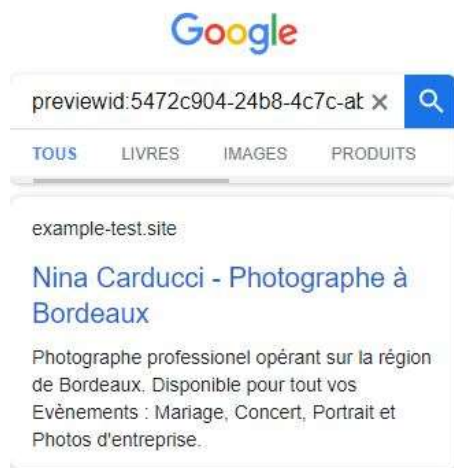 Google
previewid:5472c904-24b8-4c7c-ab
TOUS LIVRES IMAGES PRODUITS
example-test.site
Nina Carducci - Photographe à
Bordeaux
Photographe professionel opérant sur la région
de Bordeaux. Disponible pour tout vos
Evènements : Mariage, Concert, Portrait et
Photos d'entreprise.